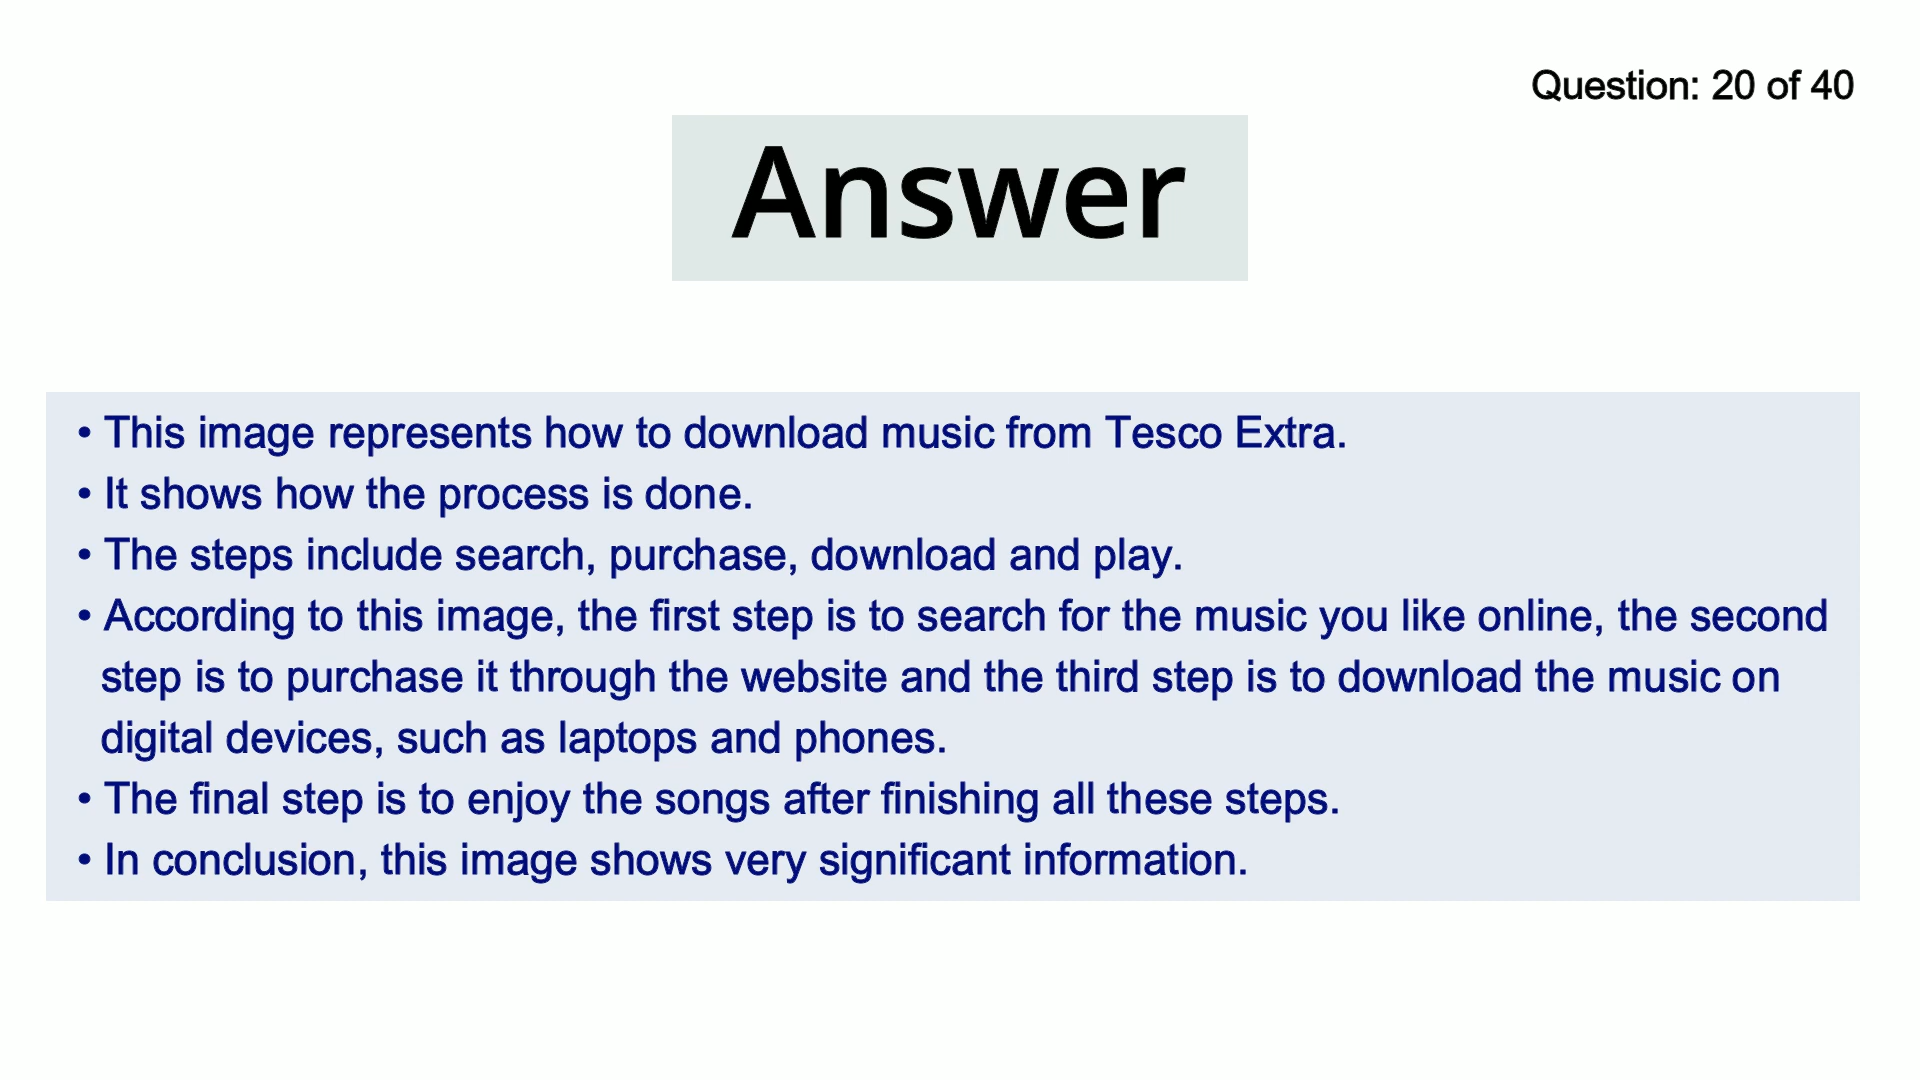 Question: 20 of 40
Answer
• This image represents how to download music from Tesco Extra.
• It shows how the process is done.
• The steps include search, purchase, download and play.
• According to this image, the first step is to search for the music you like online, the second
step is to purchase it through the website and the third step is to download the music on
digital devices, such as laptops and phones.
• The final step is to enjoy the songs after finishing all these steps.
• In conclusion, this image shows very significant information.